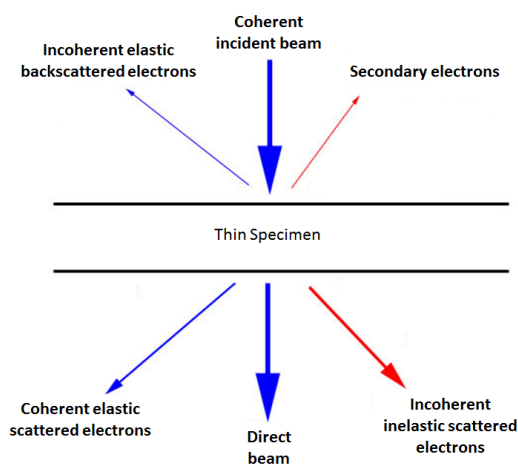 Coherent
incident beam
Incoherent elastic
backscattered electrons
Secondary electrons
Thin Specimen
Coherent elastic
scattered electrons
Direct
beam
Incoherent
inelastic scattered
electrons